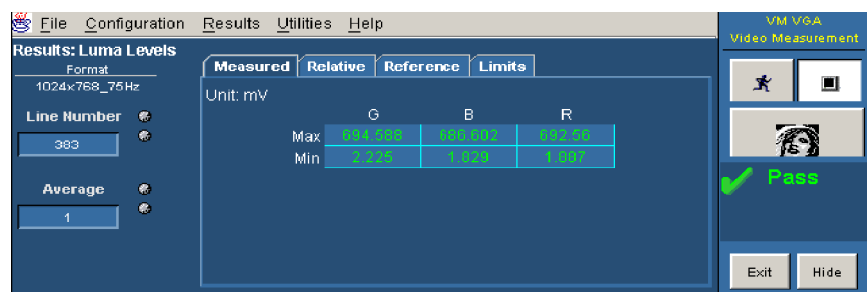 File Configuration Results Utilities Help
VM VGA
Video Measurement
Results: Luma Levels
Format
1024x768_75Hz
Line Number
383
Average
1
Measured Relative Reference Limits
Unit: mV
G B R
Max 694.588 686.602 692.56
Min 2.225 1.829 1.887
Pass
Exit Hide